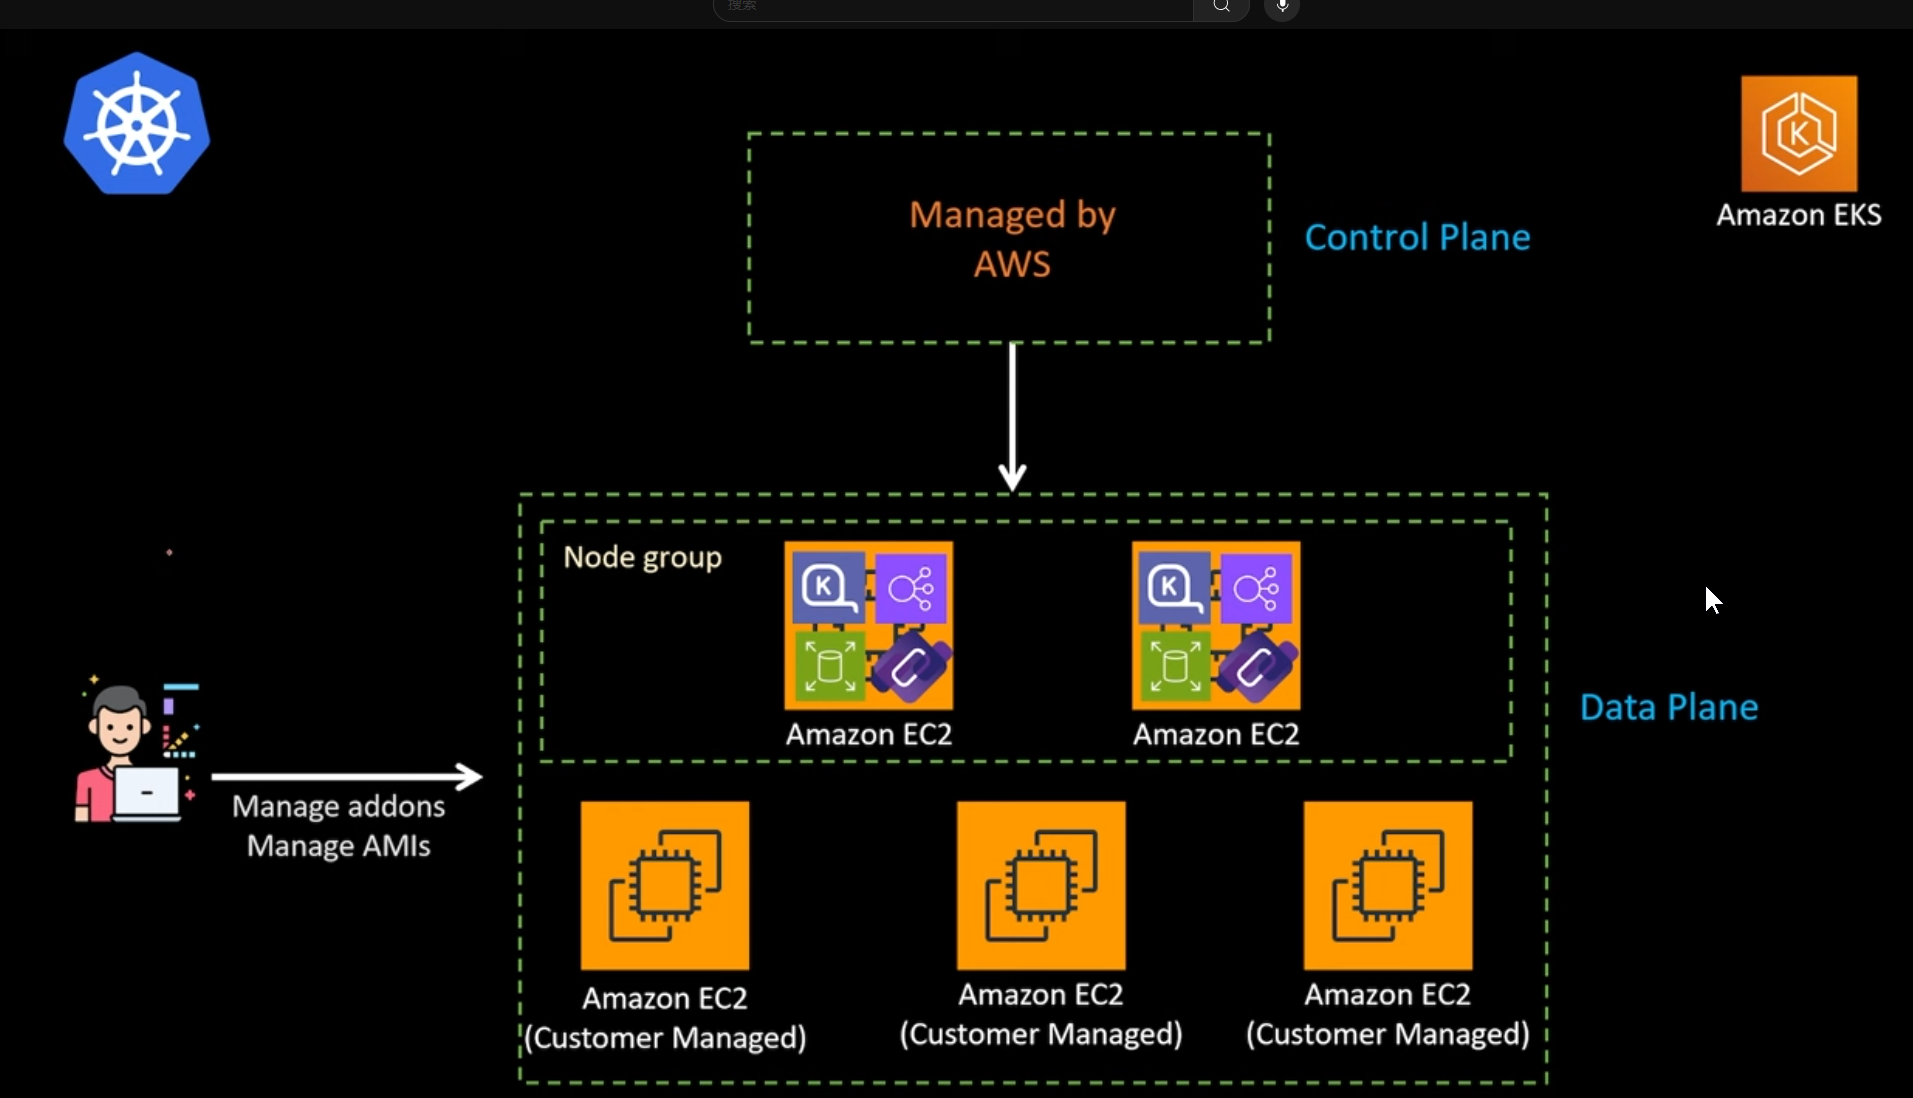 搜索
Managed by
AWS
Control Plane
K
Amazon EKS
Node group
K
K
Amazon EC2
Amazon EC2
Data Plane
Manage addons
Manage AMIs
Amazon EC2
(Customer Managed)
Amazon EC2
(Customer Managed)
Amazon EC2
(Customer Managed)